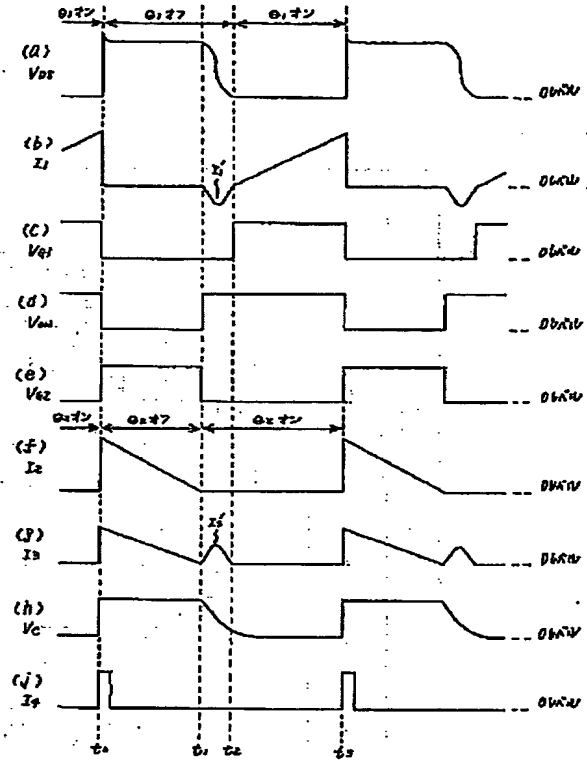 Q₁オン Q₁オフ Q₁オン
(a) VDS 0レベル
(b) I₁ I₁' 0レベル
(c) VG1 0レベル
(d) 0レベル
(e) VG2 0レベル
Q₂オン Q₂オフ Q₂オン
(f) I₂ 0レベル
(g) I₃ I₃' 0レベル
(h) Vc 0レベル
(j) I₄ 0レベル
t₀ t₁ t₂ t₃